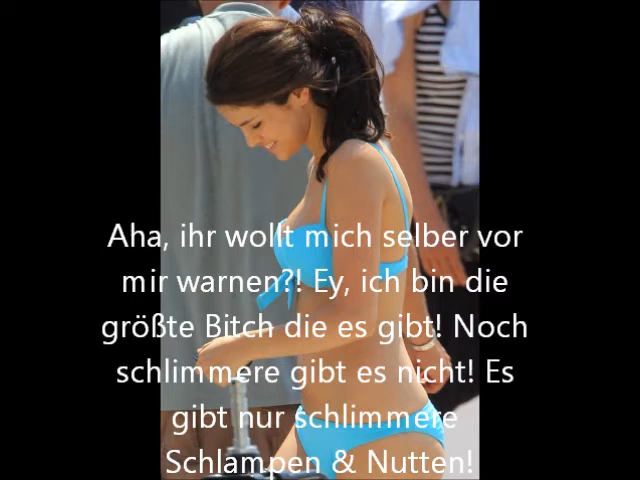 Aha, ihr wollt mich selber vor
mir warnen?! Ey, ich bin die
größte Bitch die es gibt! Noch
schlimmere gibt es nicht! Es
gibt nur schlimmere
Schlampen & Nutten!